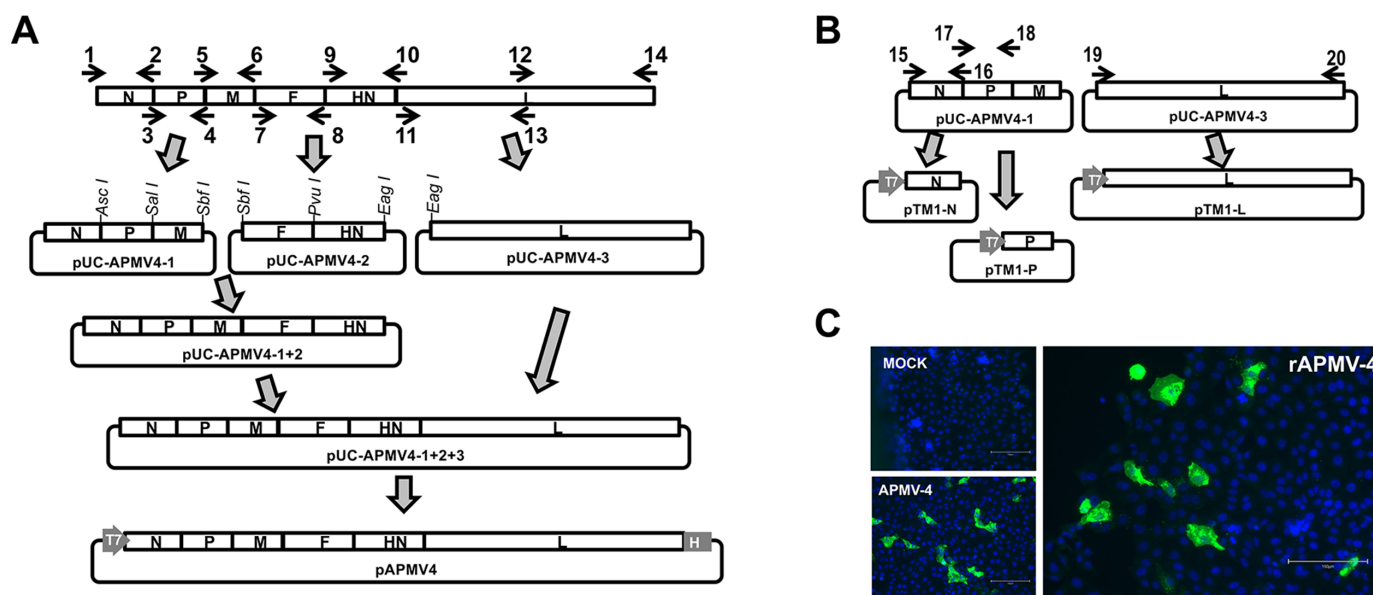 A
1 2 5 6 9 10 12 14
N P M F HN L
3 4 7 8 11 13
Asc I Sal I Sbf I Sbf I Pvu I Eag I Eag I
N P M F HN L
pUC-APMV4-1 pUC-APMV4-2 pUC-APMV4-3
N P M F HN
pUC-APMV4-1+2
N P M F HN L
pUC-APMV4-1+2+3
T7 N P M F HN L H
pAPMV4
B
17 18
15 16 19 20
N P M L
pUC-APMV4-1 pUC-APMV4-3
T7 N T7 L
pTM1-N pTM1-L
T7 P
pTM1-P
C
MOCK rAPMV-4
APMV-4